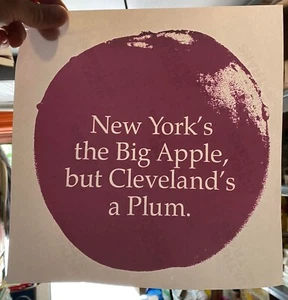 New York's
the Big Apple,
but Cleveland's
a Plum.